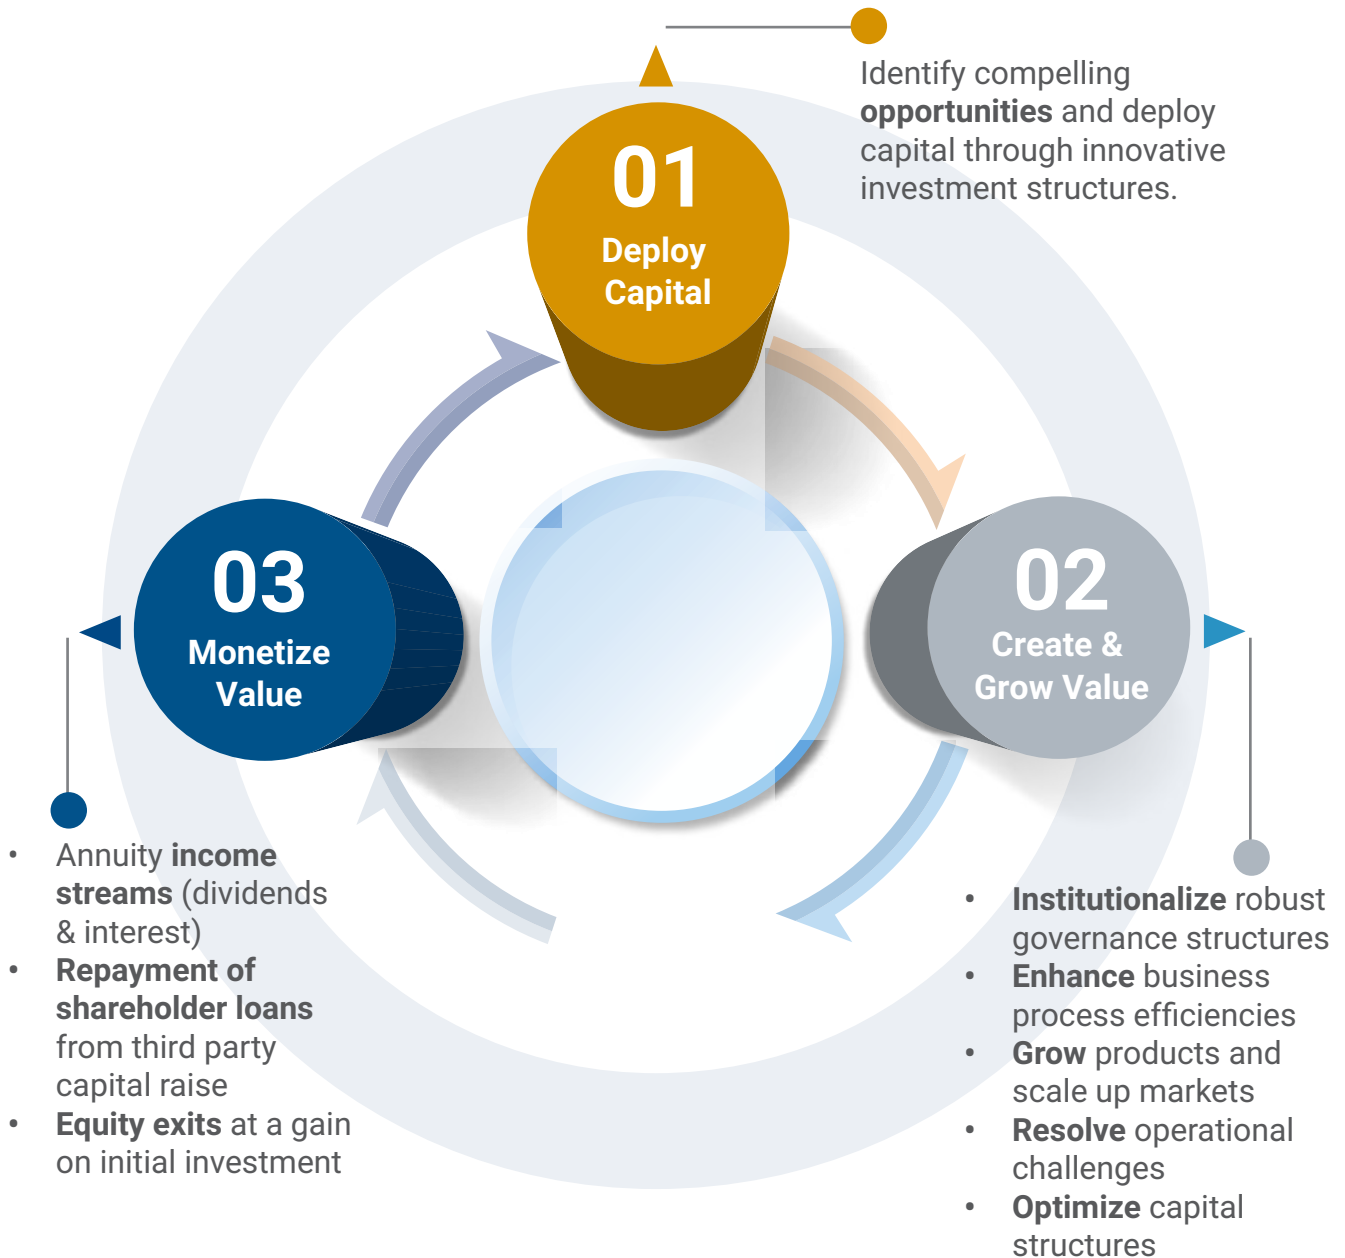 01
Deploy
Capital
Identify compelling
opportunities and deploy
capital through innovative
investment structures.
02
Create &
Grow Value
• Institutionalize robust
governance structures
• Enhance business
process efficiencies
• Grow products and
scale up markets
• Resolve operational
challenges
• Optimize capital
structures
03
Monetize
Value
• Annuity income
streams (dividends
& interest)
• Repayment of
shareholder loans
from third party
capital raise
• Equity exits at a gain
on initial investment